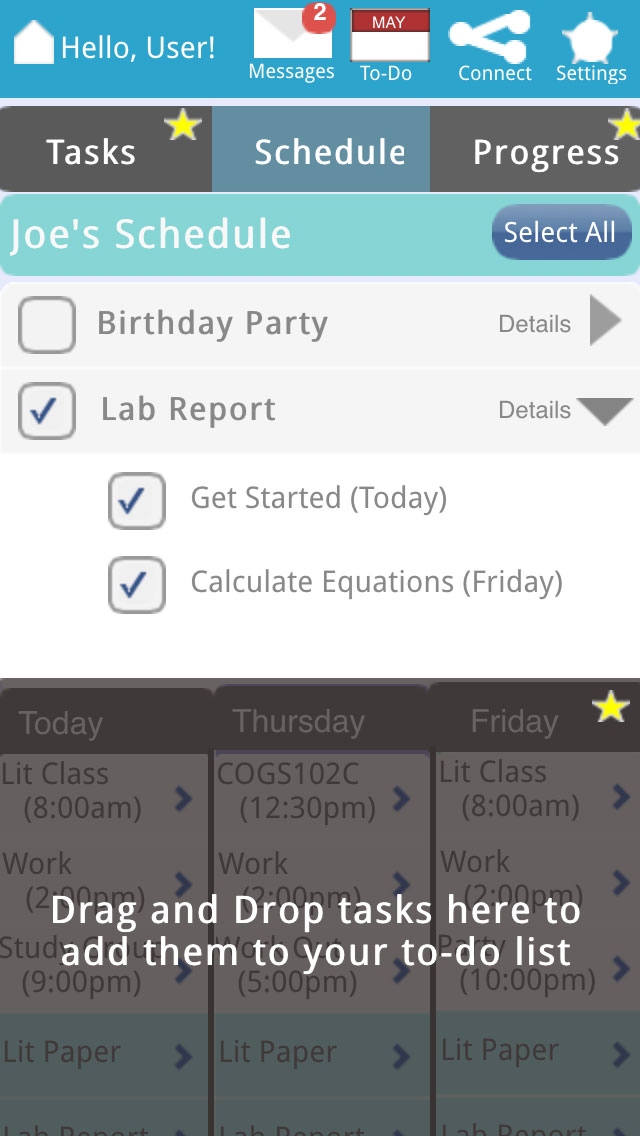 Hello, User!
2
Messages
MAY
To-Do
Connect
Settings
Tasks
Schedule
Progress
Joe's Schedule
Select All
Birthday Party
Details
Lab Report
Details
Get Started (Today)
Calculate Equations (Friday)
Today
Thursday
Friday
Lit Class
(8:00am)
COGS102C
(12:30pm)
Lit Class
(8:00am)
Work
(2:00pm)
Work
(2:00pm)
Work
(2:00pm)
Drag and Drop tasks here to
add them to your to-do list
Study Group
(9:00pm)
Work Out
(5:00pm)
Party
(10:00pm)
Lit Paper
Lit Paper
Lit Paper
Lab Report
Lab Report
Lab Report